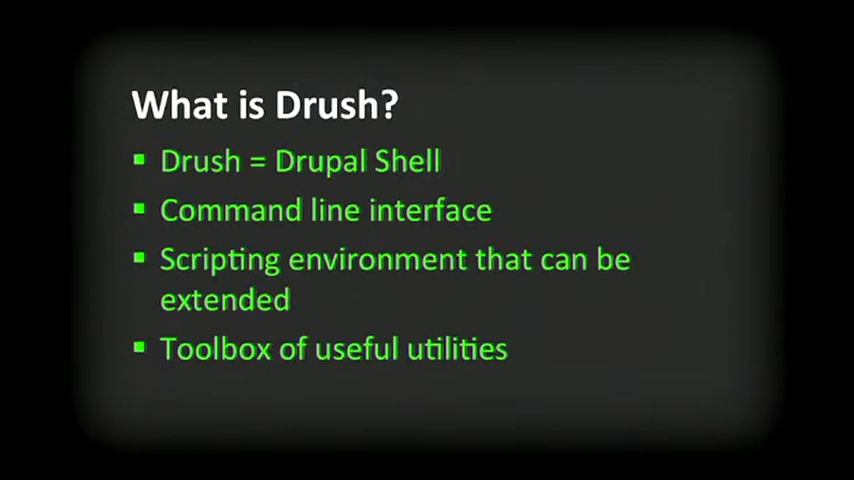 What is Drush?
▪ Drush = Drupal Shell
▪ Command line interface
▪ Scripting environment that can be
extended
▪ Toolbox of useful utilities